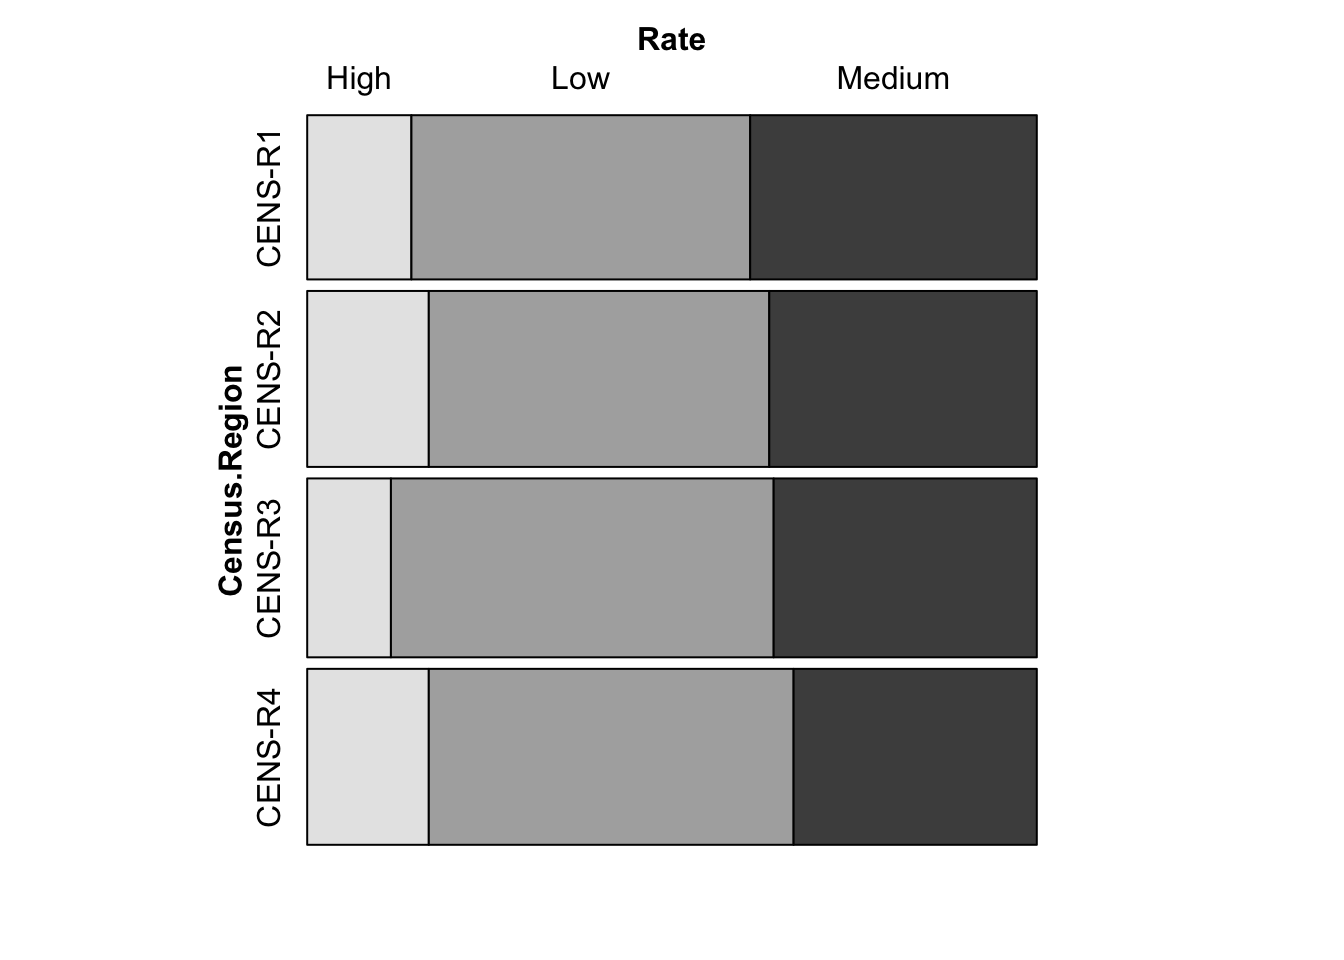 Rate
High Low Medium
Census.Region
CENS-R1
CENS-R2
CENS-R3
CENS-R4